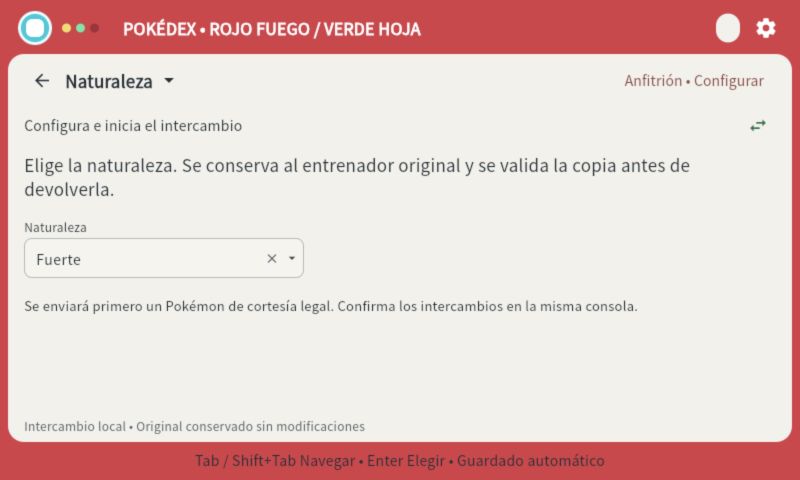 POKÉDEX • ROJO FUEGO / VERDE HOJA
Naturaleza
Anfitrión • Configurar
Configura e inicia el intercambio
Elige la naturaleza. Se conserva al entrenador original y se valida la copia antes de
devolverla.
Naturaleza
Fuerte
Se enviará primero un Pokémon de cortesía legal. Confirma los intercambios en la misma consola.
Intercambio local • Original conservado sin modificaciones
Tab / Shift+Tab Navegar • Enter Elegir • Guardado automático